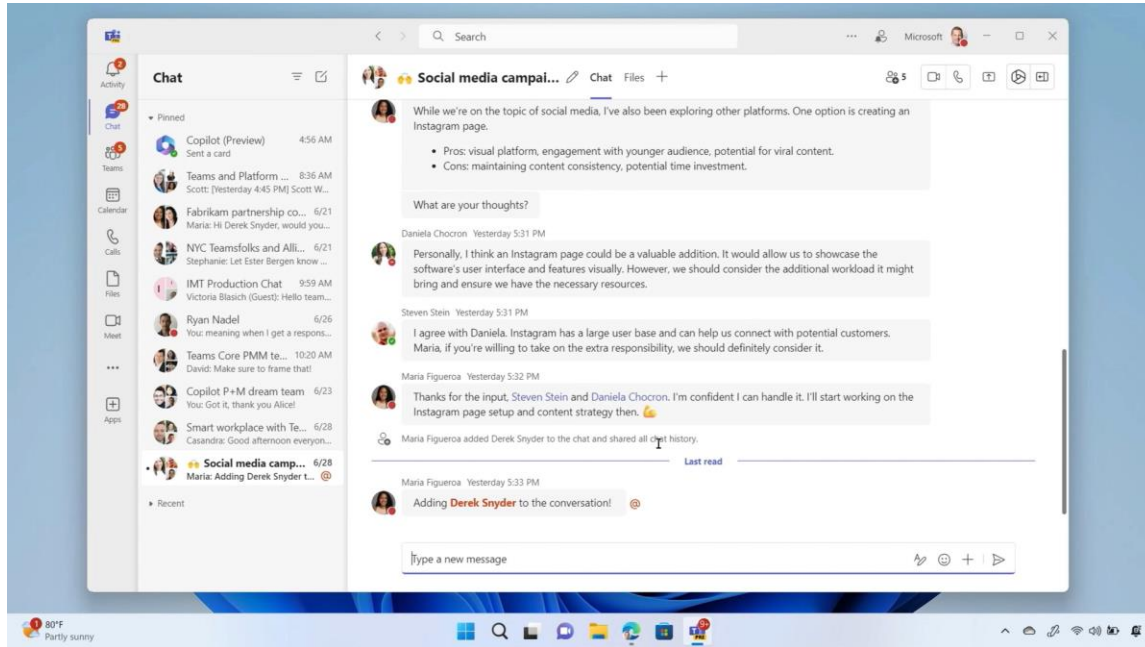 Search
Microsoft
2
Activity
28
Chat
5
Teams
Calendar
Calls
Files
Meet
Apps
Chat
Pinned
Copilot (Preview) 4:56 AM
Sent a card
Teams and Platform ... 8:36 AM
Scott: [Yesterday 4:45 PM] Scott W...
Fabrikam partnership co... 6/21
Maria: Hi Derek Snyder, would you...
NYC Teamsfolks and Alli... 6/21
Stephanie: Let Ester Bergen know ...
IMT Production Chat 9:59 AM
Victoria Blasich (Guest): Hello team...
Ryan Nadel 6/26
You: meaning when I get a respons...
Teams Core PMM te... 10:20 AM
David: Make sure to frame that!
Copilot P+M dream team 6/23
You: Got it, thank you Alice!
Smart workplace with Te... 6/28
Casandra: Good afternoon everyon...
🙌 Social media camp... 6/28
Maria: Adding Derek Snyder t... @
Recent
🙌 Social media campai... Chat Files + 5
While we're on the topic of social media, I've also been exploring other platforms. One option is creating an
Instagram page.
• Pros: visual platform, engagement with younger audience, potential for viral content.
• Cons: maintaining content consistency, potential time investment.
What are your thoughts?
Daniela Chocron Yesterday 5:31 PM
Personally, I think an Instagram page could be a valuable addition. It would allow us to showcase the
software's user interface and features visually. However, we should consider the additional workload it might
bring and ensure we have the necessary resources.
Steven Stein Yesterday 5:31 PM
I agree with Daniela. Instagram has a large user base and can help us connect with potential customers.
Maria, if you're willing to take on the extra responsibility, we should definitely consider it.
Maria Figueroa Yesterday 5:32 PM
Thanks for the input, Steven Stein and Daniela Chocron. I'm confident I can handle it. I'll start working on the
Instagram page setup and content strategy then. 💪
Maria Figueroa added Derek Snyder to the chat and shared all chat history.
Last read
Maria Figueroa Yesterday 5:33 PM
Adding Derek Snyder to the conversation! @
Type a new message
1
80°F
Partly sunny
9+